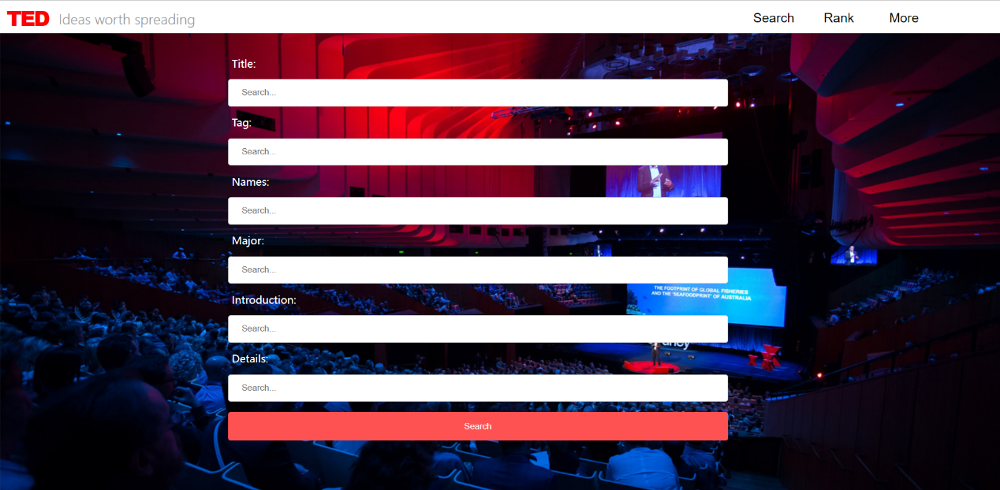 TED Ideas worth spreading Search Rank More
Title:
Search...
Tag:
Search...
Names:
Search...
Major:
Search...
THE FOOTPRINT OF GLOBAL FISHERIES
AND THE 'SEAFOODPRINT' OF AUSTRALIA
Introduction:
Search...
Details:
Search...
Search